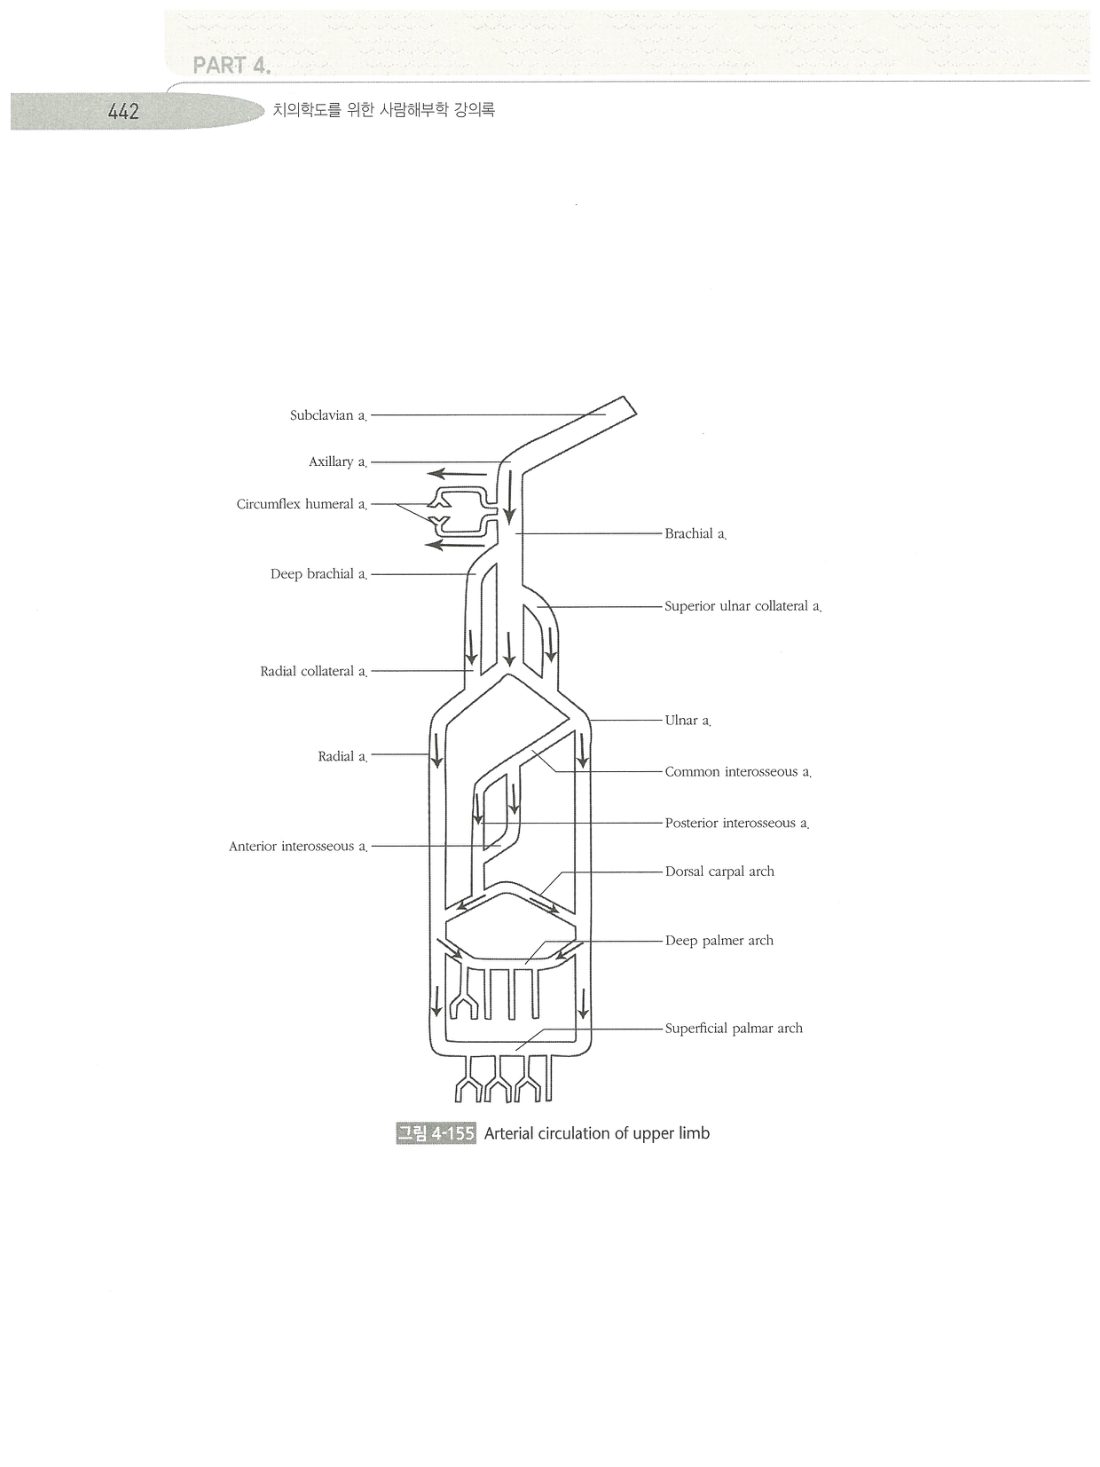 PART 4.
442
치의학도를 위한 사람해부학 강의록
Subclavian a.
Axillary a.
Circumflex humeral a.
Brachial a.
Deep brachial a.
Superior ulnar collateral a.
Radial collateral a.
Ulnar a.
Radial a.
Common interosseous a.
Posterior interosseous a.
Anterior interosseous a.
Dorsal carpal arch
Deep palmer arch
Superficial palmar arch
그림 4-155 Arterial circulation of upper limb